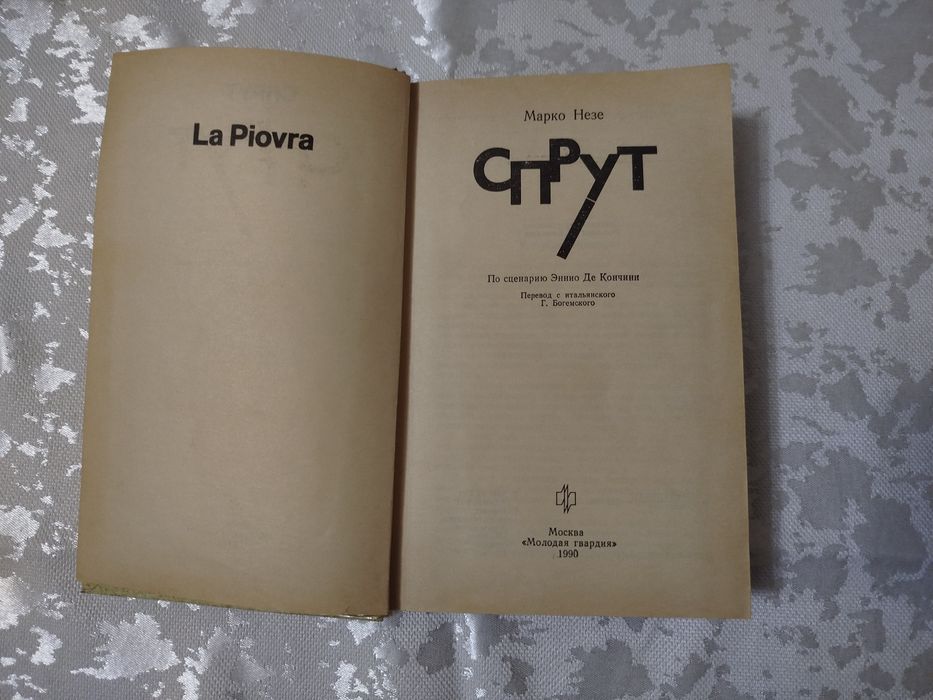 La Piovra
Марко Незе
СПРУТ
По сценарию Эннио Де Кончини
Перевод с итальянского
Г. Богемского
Москва
«Молодая гвардия»
1990